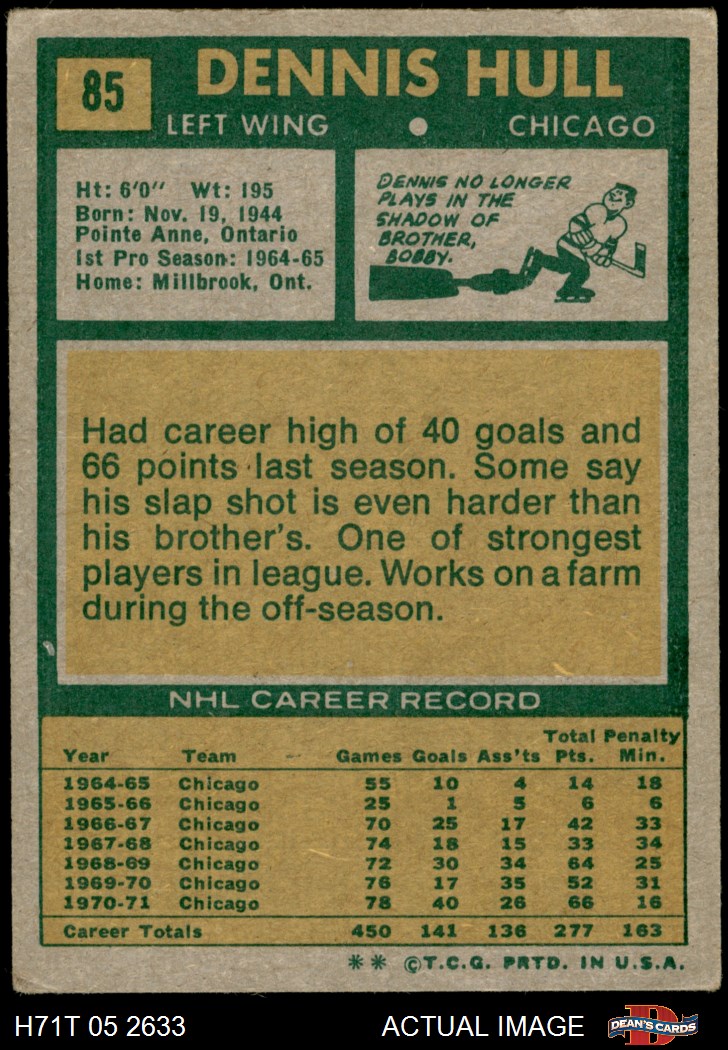 85
DENNIS HULL
LEFT WING • CHICAGO
Ht: 6'0" Wt: 195
Born: Nov. 19, 1944
Pointe Anne, Ontario
1st Pro Season: 1964-65
Home: Millbrook, Ont.
DENNIS NO LONGER
PLAYS IN THE
SHADOW OF
BROTHER,
BOBBY.
Had career high of 40 goals and
66 points last season. Some say
his slap shot is even harder than
his brother's. One of strongest
players in league. Works on a farm
during the off-season.
NHL CAREER RECORD
Total Penalty
Year Team Games Goals Ass'ts Pts. Min.
1964-65 Chicago 55 10 4 14 18
1965-66 Chicago 25 1 5 6 6
1966-67 Chicago 70 25 17 42 33
1967-68 Chicago 74 18 15 33 34
1968-69 Chicago 72 30 34 64 25
1969-70 Chicago 76 17 35 52 31
1970-71 Chicago 78 40 26 66 16
Career Totals 450 141 136 277 163
** ©T.C.G. PRTD. IN U.S.A.
H71T 05 2633 ACTUAL IMAGE DEAN'S CARDS